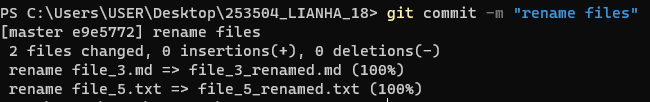 PS C:\Users\USER\Desktop\253504_LIANHA_18> git commit -m "rename files"
[master e9e5772] rename files
 2 files changed, 0 insertions(+), 0 deletions(-)
 rename file_3.md => file_3_renamed.md (100%)
 rename file_5.txt => file_5_renamed.txt (100%)